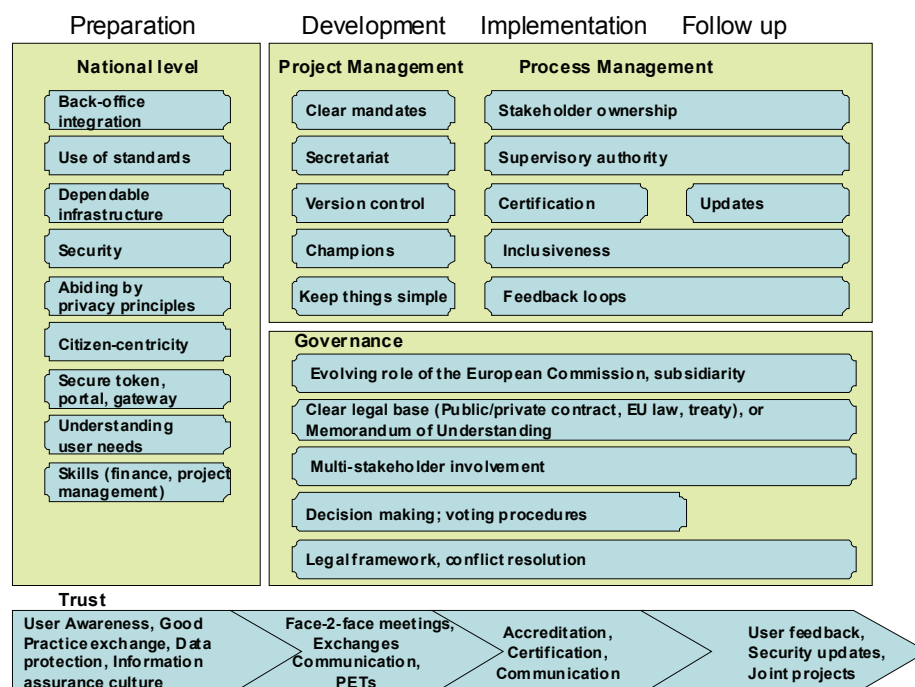 Preparation
Development
Implementation
Follow up
National level
Back-office
integration
Use of standards
Dependable
infrastructure
Security
Abiding by
privacy principles
Citizen-centricity
Secure token,
portal, gateway
Understanding
user needs
Skills (finance, project
management)
Project Management
Clear mandates
Secretariat
Version control
Champions
Keep things simple
Process Management
Stakeholder ownership
Supervisory authority
Certification
Updates
Inclusiveness
Feedback loops
Governance
Evolving role of the European Commission, subsidiarity
Clear legal base (Public/private contract, EU law, treaty), or
Memorandum of Understanding
Multi-stakeholder involvement
Decision making; voting procedures
Legal framework, conflict resolution
Trust
User Awareness, Good
Practice exchange, Data
protection, Information
assurance culture
Face-2-face meetings,
Exchanges
Communication,
PETs
Accreditation,
Certification,
Communication
User feedback,
Security updates,
Joint projects